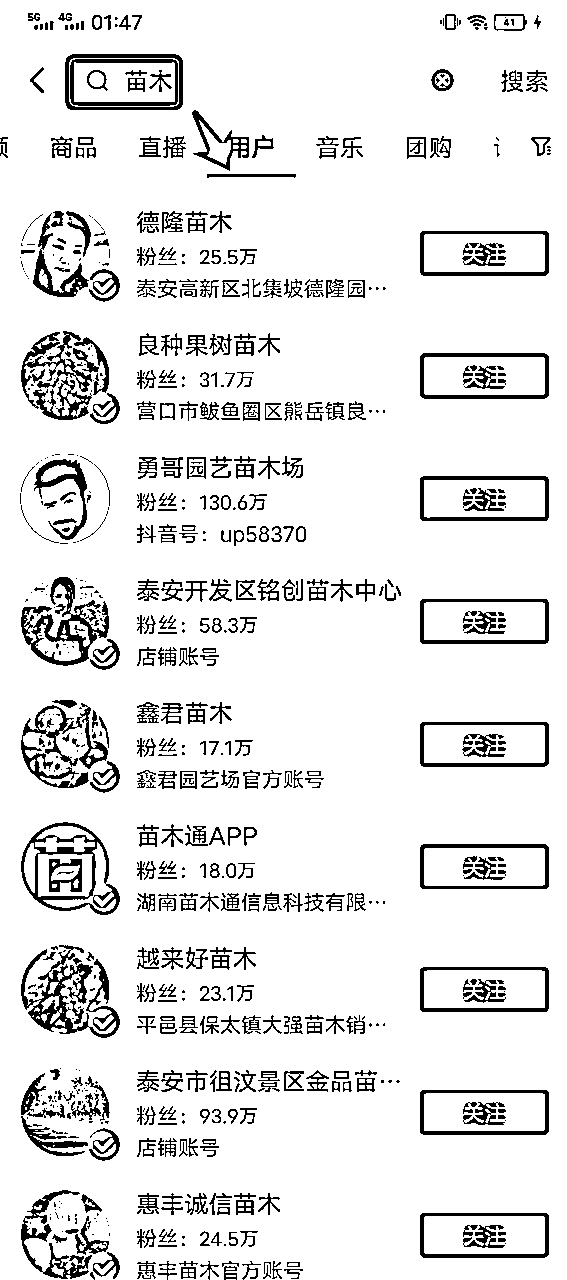 5G 4G 01:47 41
苗木 搜索
频 商品 直播 用户 音乐 团购
德隆苗木
粉丝：25.5万
泰安高新区北集坡德隆园…
关注
良种果树苗木
粉丝：31.7万
营口市鲅鱼圈区熊岳镇良…
关注
勇哥园艺苗木场
粉丝：130.6万
抖音号：up58370
关注
泰安开发区铭创苗木中心
粉丝：58.3万
店铺账号
关注
鑫君苗木
粉丝：17.1万
鑫君园艺场官方账号
关注
苗木通APP
粉丝：18.0万
湖南苗木通信息科技有限…
关注
越来好苗木
粉丝：23.1万
平邑县保太镇大强苗木销…
关注
泰安市徂汶景区金品苗…
粉丝：93.9万
店铺账号
关注
惠丰诚信苗木
粉丝：24.5万
惠丰苗木官方账号
关注